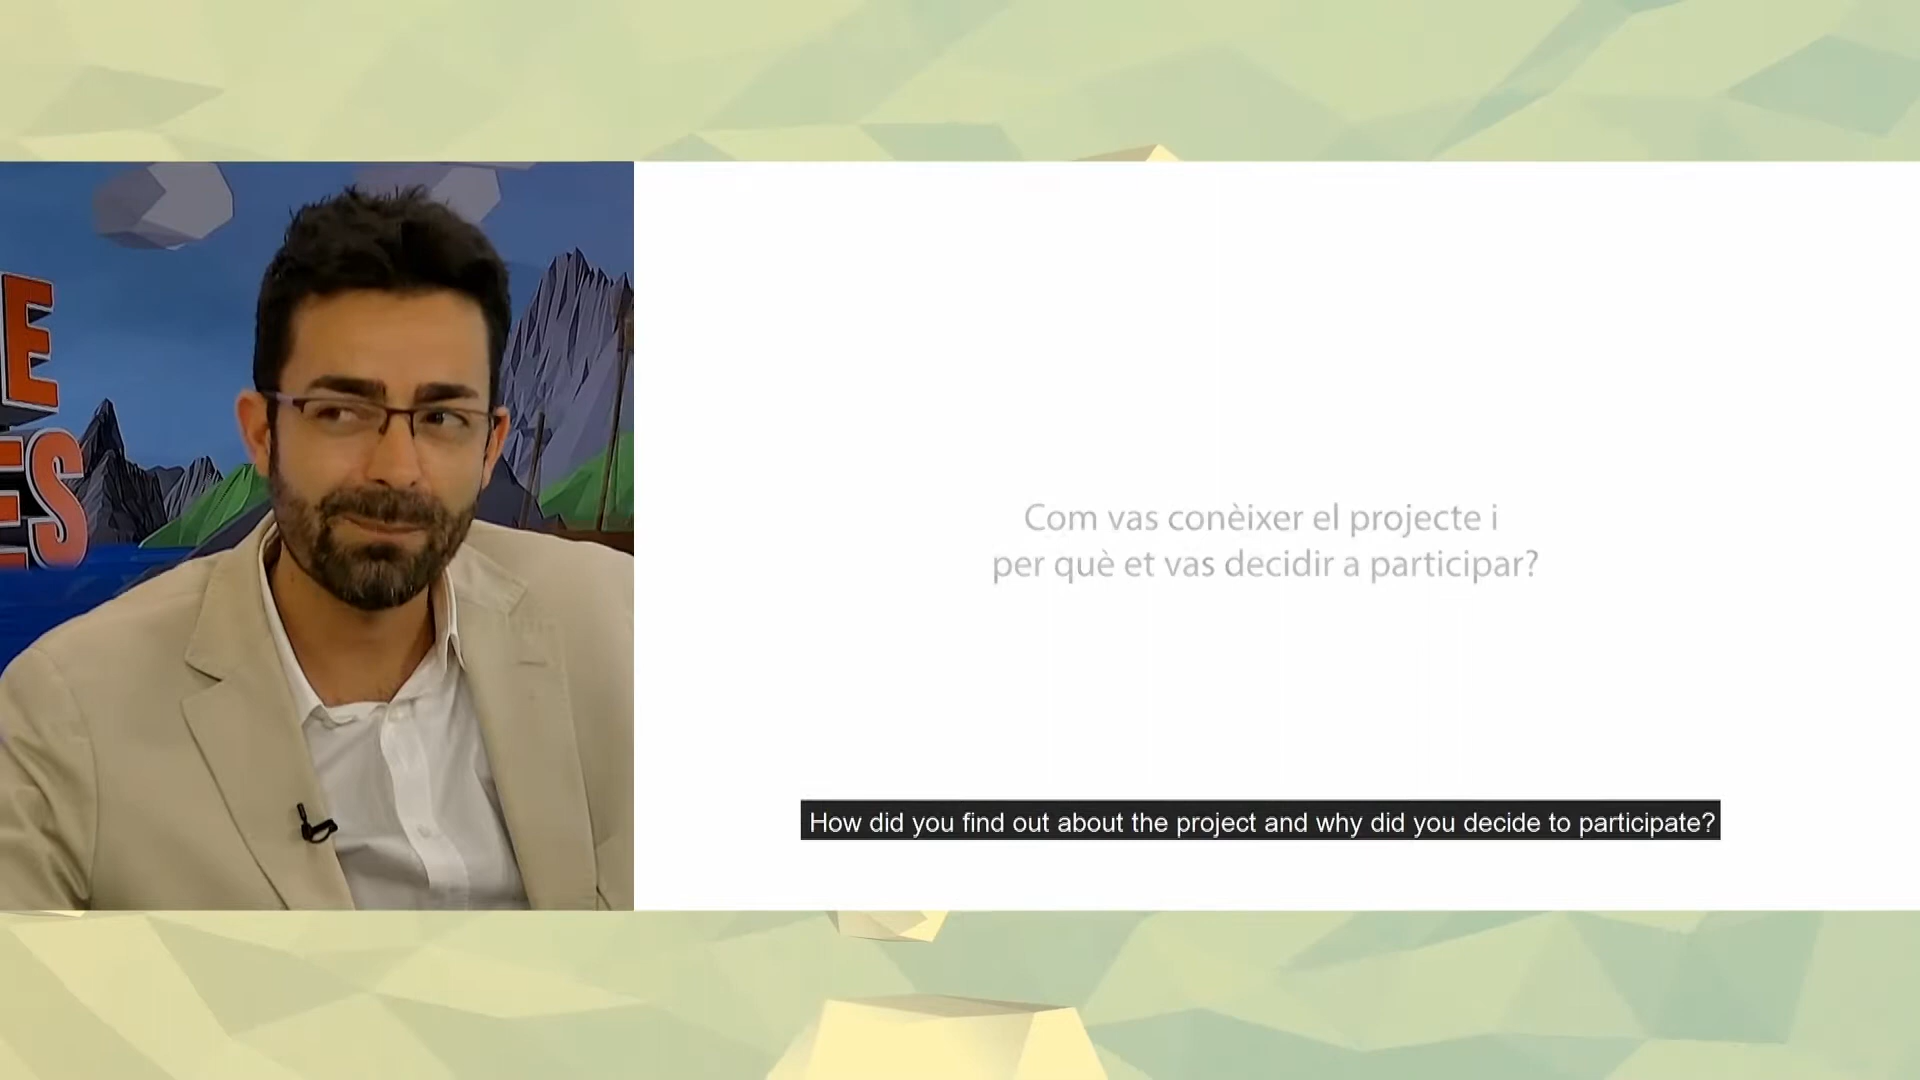 E
ES
Com vas conèixer el projecte i
per què et vas decidir a participar?
How did you find out about the project and why did you decide to participate?